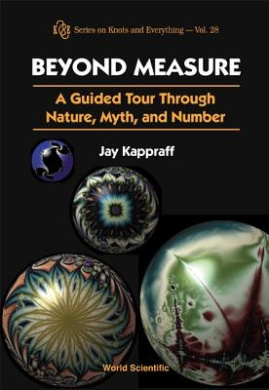 K&E Series on Knots and Everything — Vol. 28
BEYOND MEASURE
A Guided Tour Through
Nature, Myth, and Number
Jay Kappraff
World Scientific